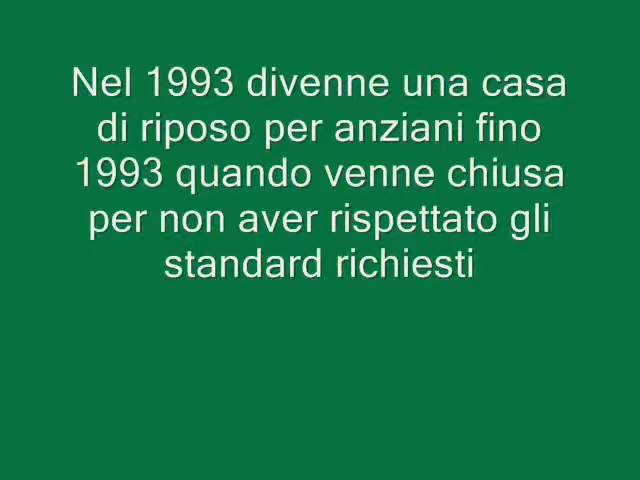 Nel 1993 divenne una casa
di riposo per anziani fino
1993 quando venne chiusa
per non aver rispettato gli
standard richiesti